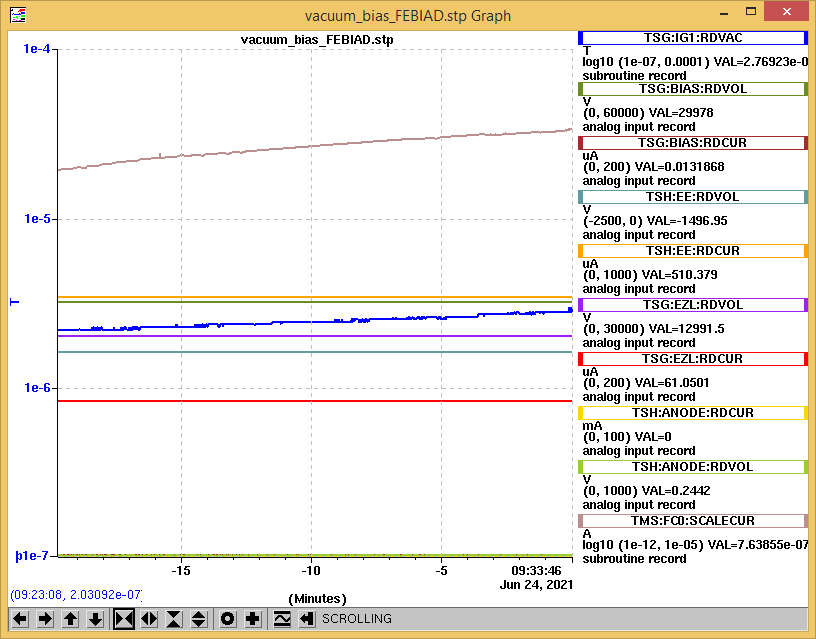 vacuum_bias_FEBIAD.stp Graph
vacuum_bias_FEBIAD.stp
1e-4
1e-5
T
1e-6
1e-7
-15
-10
-5
09:33:46
Jun 24, 2021
(Minutes)
(09:23:08, 2.03092e-07)
TSG:IG1:RDVAC
T
log10 (1e-07, 0.0001) VAL=2.76923e-0
subroutine record
TSG:BIAS:RDVOL
V
(0, 60000) VAL=29978
analog input record
TSG:BIAS:RDCUR
uA
(0, 200) VAL=0.0131868
analog input record
TSH:EE:RDVOL
V
(-2500, 0) VAL=-1496.95
analog input record
TSH:EE:RDCUR
uA
(0, 1000) VAL=510.379
analog input record
TSG:EZL:RDVOL
V
(0, 30000) VAL=12991.5
analog input record
TSG:EZL:RDCUR
uA
(0, 200) VAL=61.0501
analog input record
TSH:ANODE:RDCUR
mA
(0, 100) VAL=0
analog input record
TSH:ANODE:RDVOL
V
(0, 1000) VAL=0.2442
analog input record
TMS:FC0:SCALECUR
A
log10 (1e-12, 1e-05) VAL=7.63855e-07
subroutine record
SCROLLING